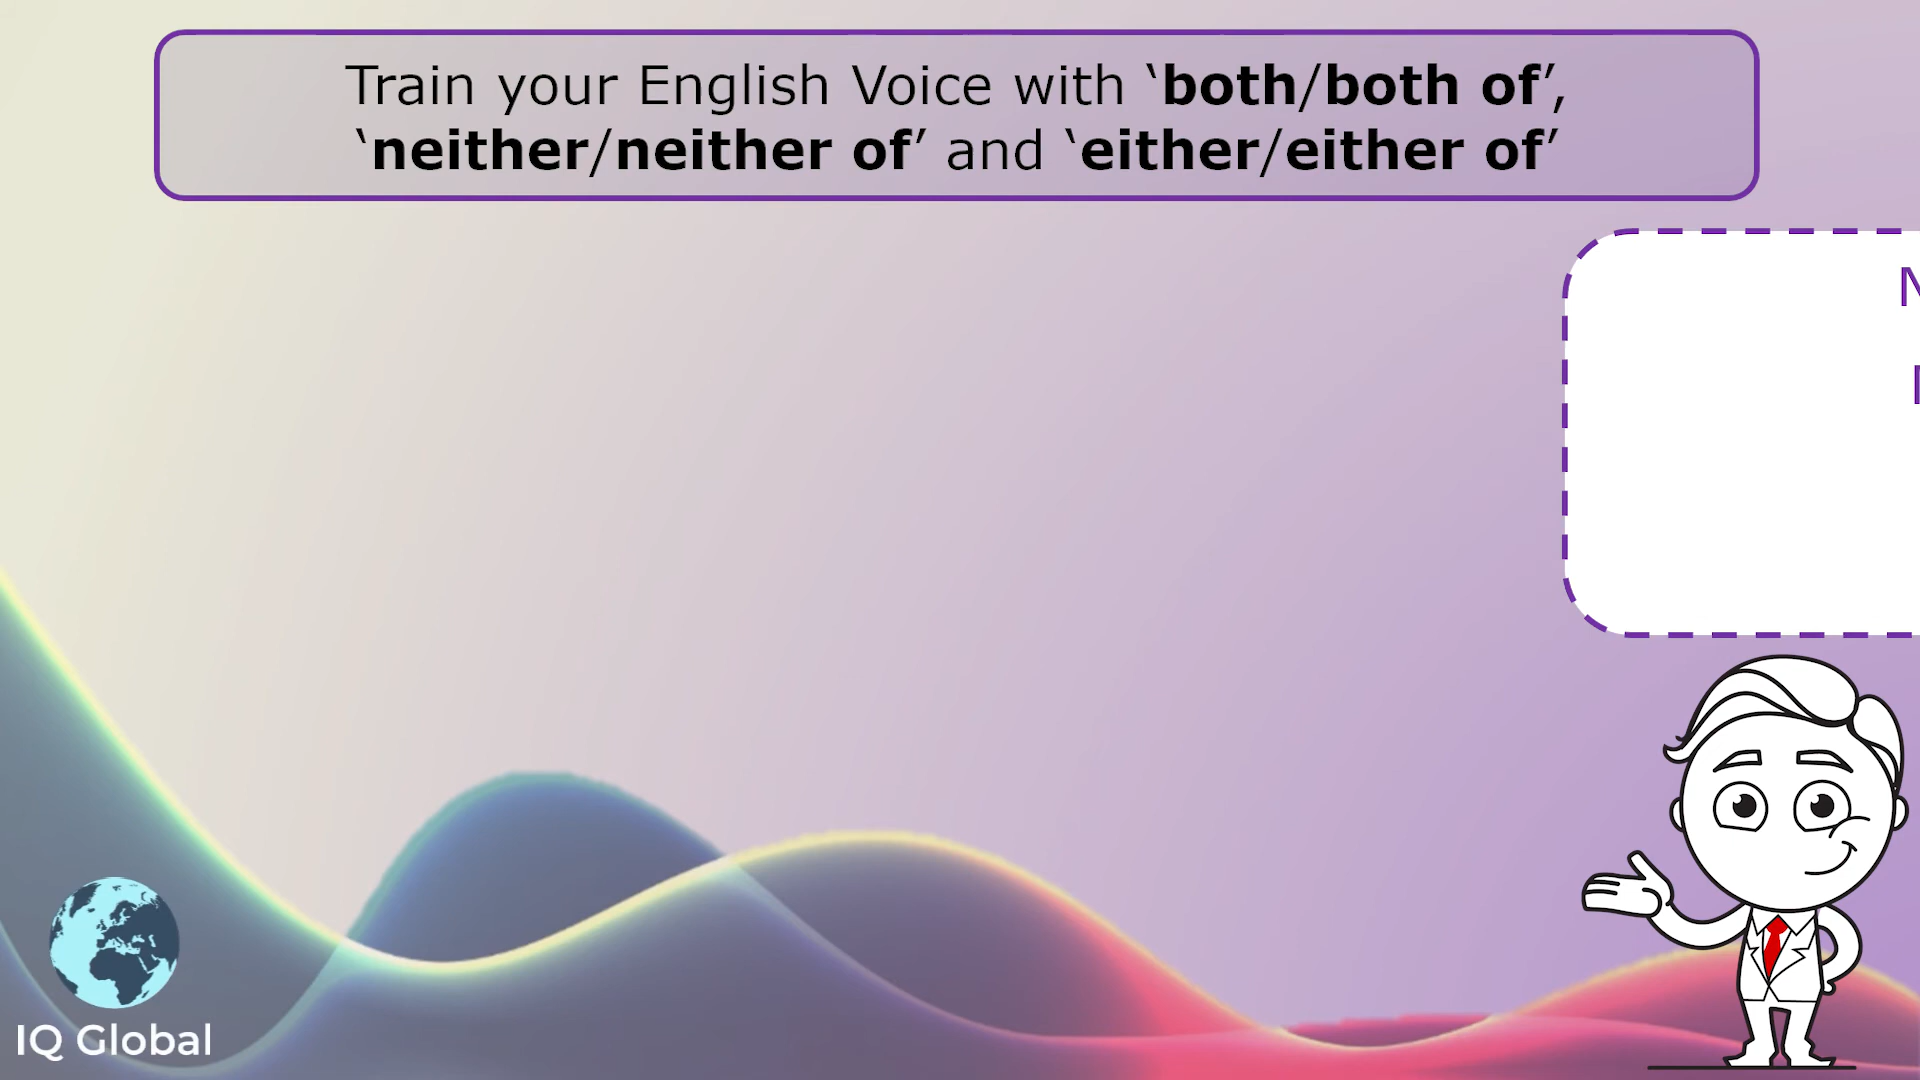 Train your English Voice with ‘both/both of’,
‘neither/neither of’ and ‘either/either of’
IQ Global